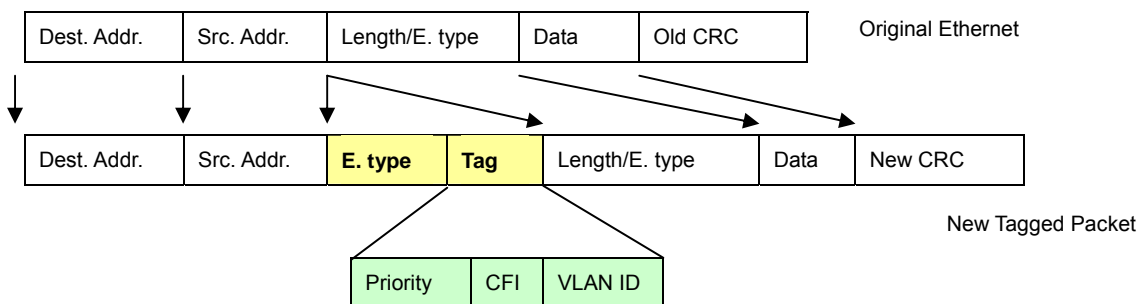 Dest. Addr. Src. Addr. Length/E. type Data Old CRC Original Ethernet
Dest. Addr. Src. Addr. E. type Tag Length/E. type Data New CRC
New Tagged Packet
Priority CFI VLAN ID